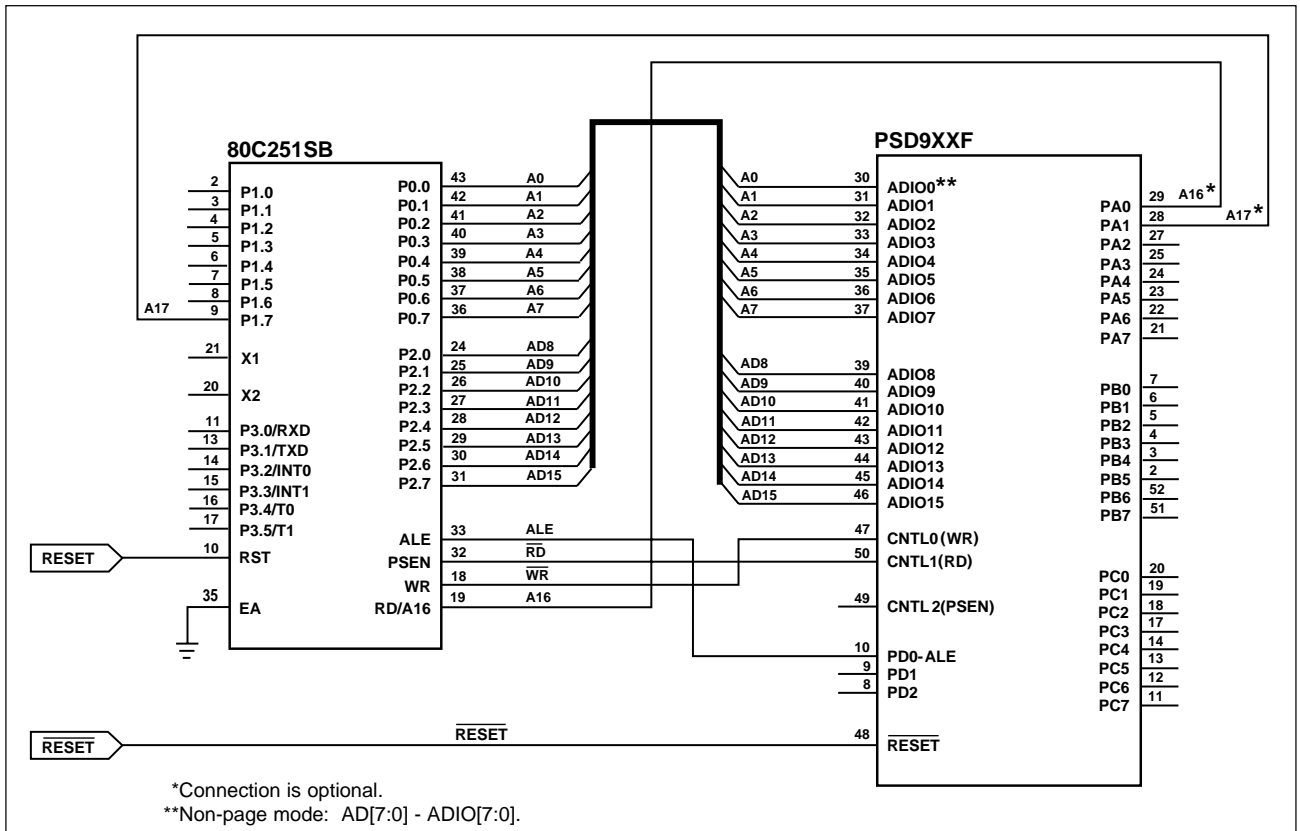 80C251SB
PSD9XXF
2 P1.0
3 P1.1
4 P1.2
5 P1.3
6 P1.4
7 P1.5
8 P1.6
A17 9 P1.7
21 X1
20 X2
11 P3.0/RXD
13 P3.1/TXD
14 P3.2/INT0
15 P3.3/INT1
16 P3.4/T0
17 P3.5/T1
RESET 10 RST
35 EA
P0.0 43 A0
P0.1 42 A1
P0.2 41 A2
P0.3 40 A3
P0.4 39 A4
P0.5 38 A5
P0.6 37 A6
P0.7 36 A7
P2.0 24 AD8
P2.1 25 AD9
P2.2 26 AD10
P2.3 27 AD11
P2.4 28 AD12
P2.5 29 AD13
P2.6 30 AD14
P2.7 31 AD15
ALE 33 ALE
PSEN 32 RD
WR 18 WR
RD/A16 19 A16
A0 30 ADIO0**
A1 31 ADIO1
A2 32 ADIO2
A3 33 ADIO3
A4 34 ADIO4
A5 35 ADIO5
A6 36 ADIO6
A7 37 ADIO7
AD8 39 ADIO8
AD9 40 ADIO9
AD10 41 ADIO10
AD11 42 ADIO11
AD12 43 ADIO12
AD13 44 ADIO13
AD14 45 ADIO14
AD15 46 ADIO15
47 CNTL0(WR)
50 CNTL1(RD)
49 CNTL 2(PSEN)
10 PD0-ALE
9 PD1
8 PD2
RESET RESET 48 RESET
PA0 29 A16*
PA1 28 A17*
PA2 27
PA3 25
PA4 24
PA5 23
PA6 22
PA7 21
PB0 7
PB1 6
PB2 5
PB3 4
PB4 3
PB5 2
PB6 52
PB7 51
PC0 20
PC1 19
PC2 18
PC3 17
PC4 14
PC5 13
PC6 12
PC7 11
*Connection is optional.
**Non-page mode: AD[7:0] - ADIO[7:0].